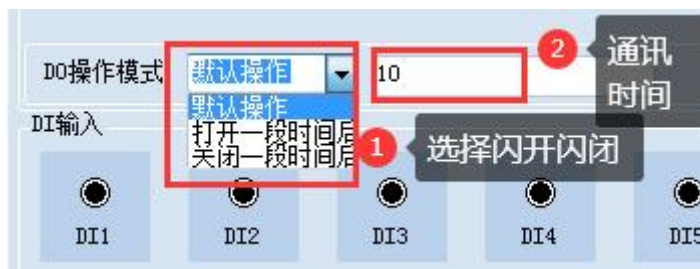 2 通讯
时间
DO操作模式 默认操作 10
默认操作
打开一段时间后
关闭一段时间后
1 选择闪开闪闭
DI输入
DI1 DI2 DI3 DI4 DI5